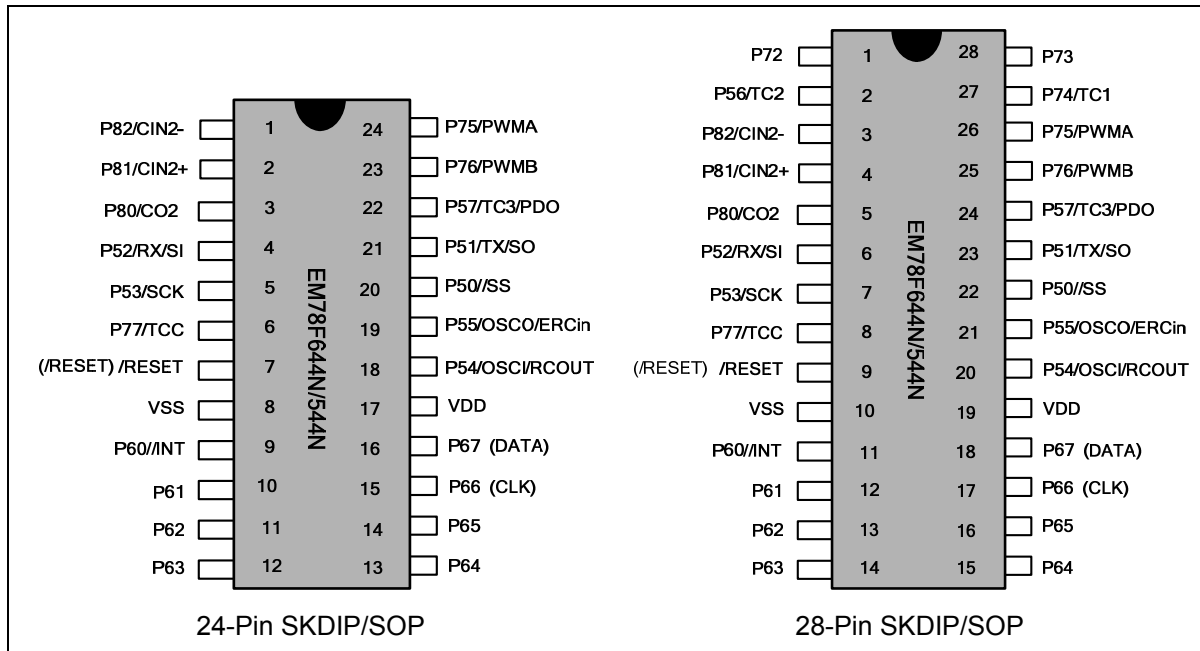 P82/CIN2- 1 24 P75/PWMA
P81/CIN2+ 2 23 P76/PWMB
P80/CO2 3 22 P57/TC3/PDO
P52/RX/SI 4 21 P51/TX/SO
P53/SCK 5 20 P50//SS
P77/TCC 6 19 P55/OSCO/ERCin
(/RESET) /RESET 7 18 P54/OSCI/RCOUT
VSS 8 17 VDD
P60//INT 9 16 P67 (DATA)
P61 10 15 P66 (CLK)
P62 11 14 P65
P63 12 13 P64
EM78F644N/544N
24-Pin SKDIP/SOP
P72 1 28 P73
P56/TC2 2 27 P74/TC1
P82/CIN2- 3 26 P75/PWMA
P81/CIN2+ 4 25 P76/PWMB
P80/CO2 5 24 P57/TC3/PDO
P52/RX/SI 6 23 P51/TX/SO
P53/SCK 7 22 P50//SS
P77/TCC 8 21 P55/OSCO/ERCin
(/RESET) /RESET 9 20 P54/OSCI/RCOUT
VSS 10 19 VDD
P60//INT 11 18 P67 (DATA)
P61 12 17 P66 (CLK)
P62 13 16 P65
P63 14 15 P64
EM78F644N/544N
28-Pin SKDIP/SOP